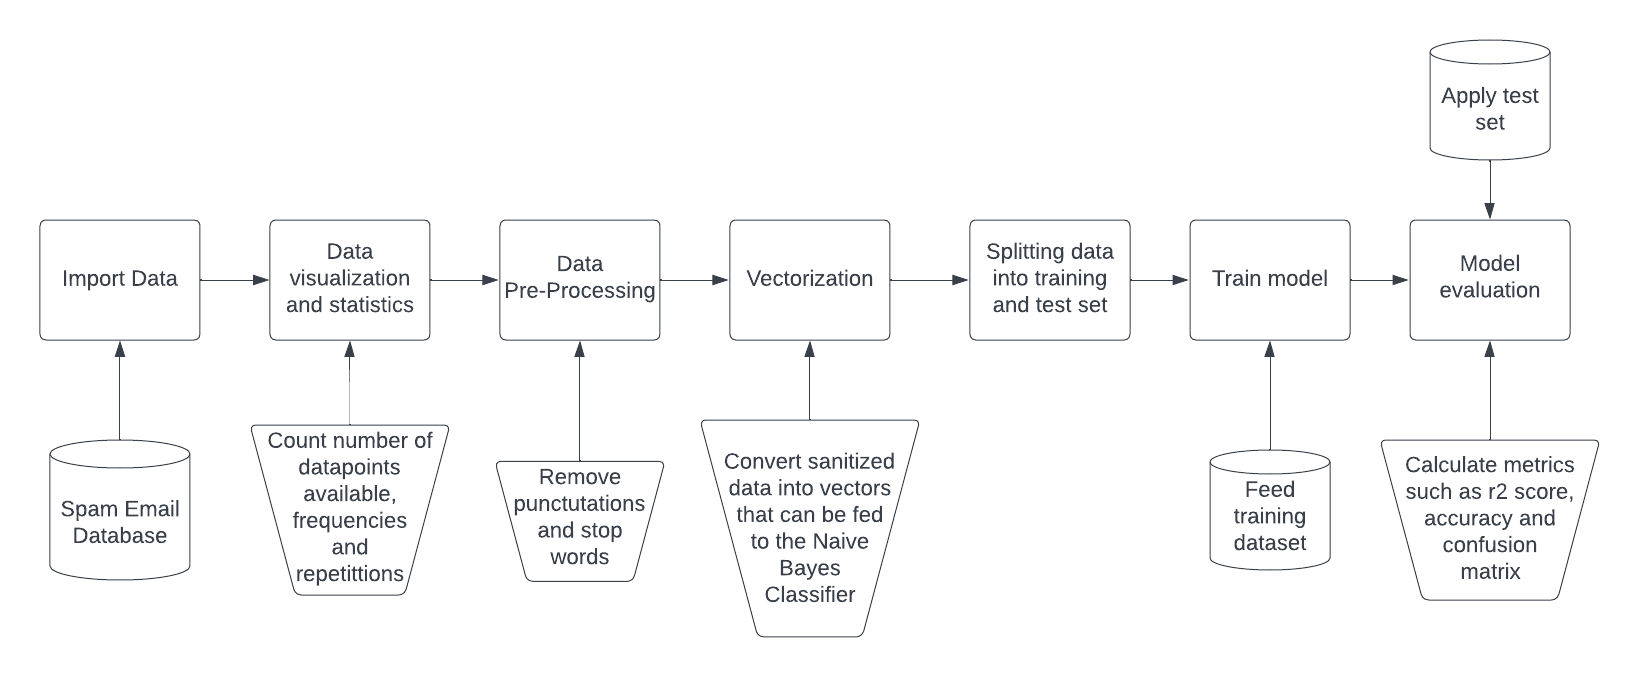 Apply test
set
Import Data
Data
visualization
and statistics
Data
Pre-Processing
Vectorization
Splitting data
into training
and test set
Train model
Model
evaluation
Spam Email
Database
Count number of
datapoints
available,
frequencies
and
repetittions
Remove
punctutations
and stop
words
Convert sanitized
data into vectors
that can be fed
to the Naive
Bayes
Classifier
Feed
training
dataset
Calculate metrics
such as r2 score,
accuracy and
confusion
matrix